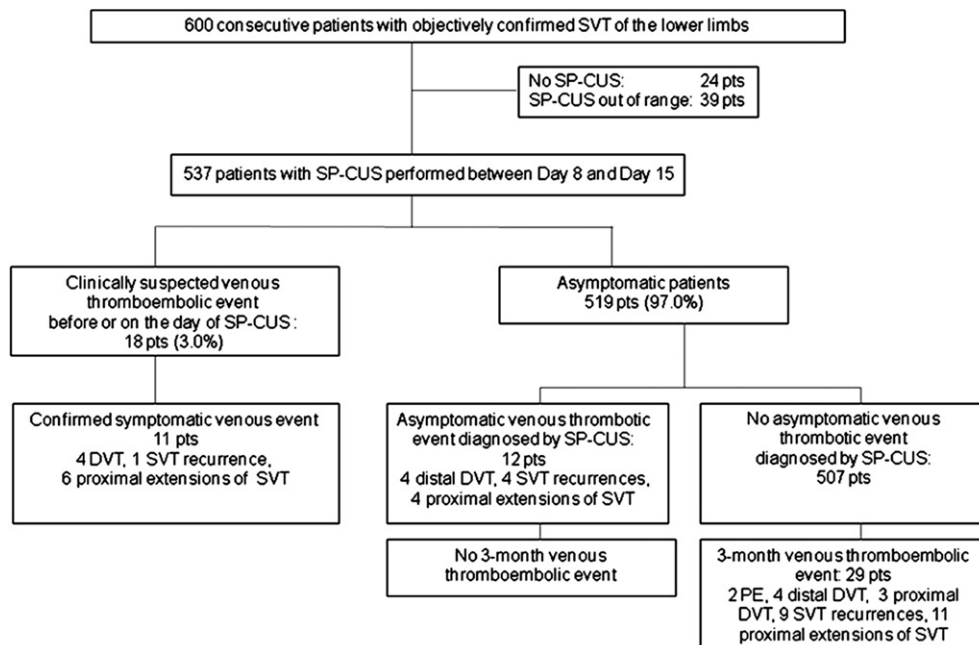 600 consecutive patients with objectively confirmed SVT of the lower limbs
No SP-CUS: 24 pts
SP-CUS out of range: 39 pts
537 patients with SP-CUS performed between Day 8 and Day 15
Clinically suspected venous
thromboembolic event
before or on the day of SP-CUS :
18 pts (3.0%)
Asymptomatic patients
519 pts (97.0%)
Confirmed symptomatic venous event
11 pts
4 DVT, 1 SVT recurrence,
6 proximal extensions of SVT
Asymptomatic venous thrombotic
event diagnosed by SP-CUS:
12 pts
4 distal DVT, 4 SVT recurrences,
4 proximal extensions of SVT
No asymptomatic venous
thrombotic event
diagnosed by SP-CUS:
507 pts
No 3-month venous
thromboembolic event
3-month venous thromboembolic
event: 29 pts
2 PE, 4 distal DVT, 3 proximal
DVT, 9 SVT recurrences, 11
proximal extensions of SVT